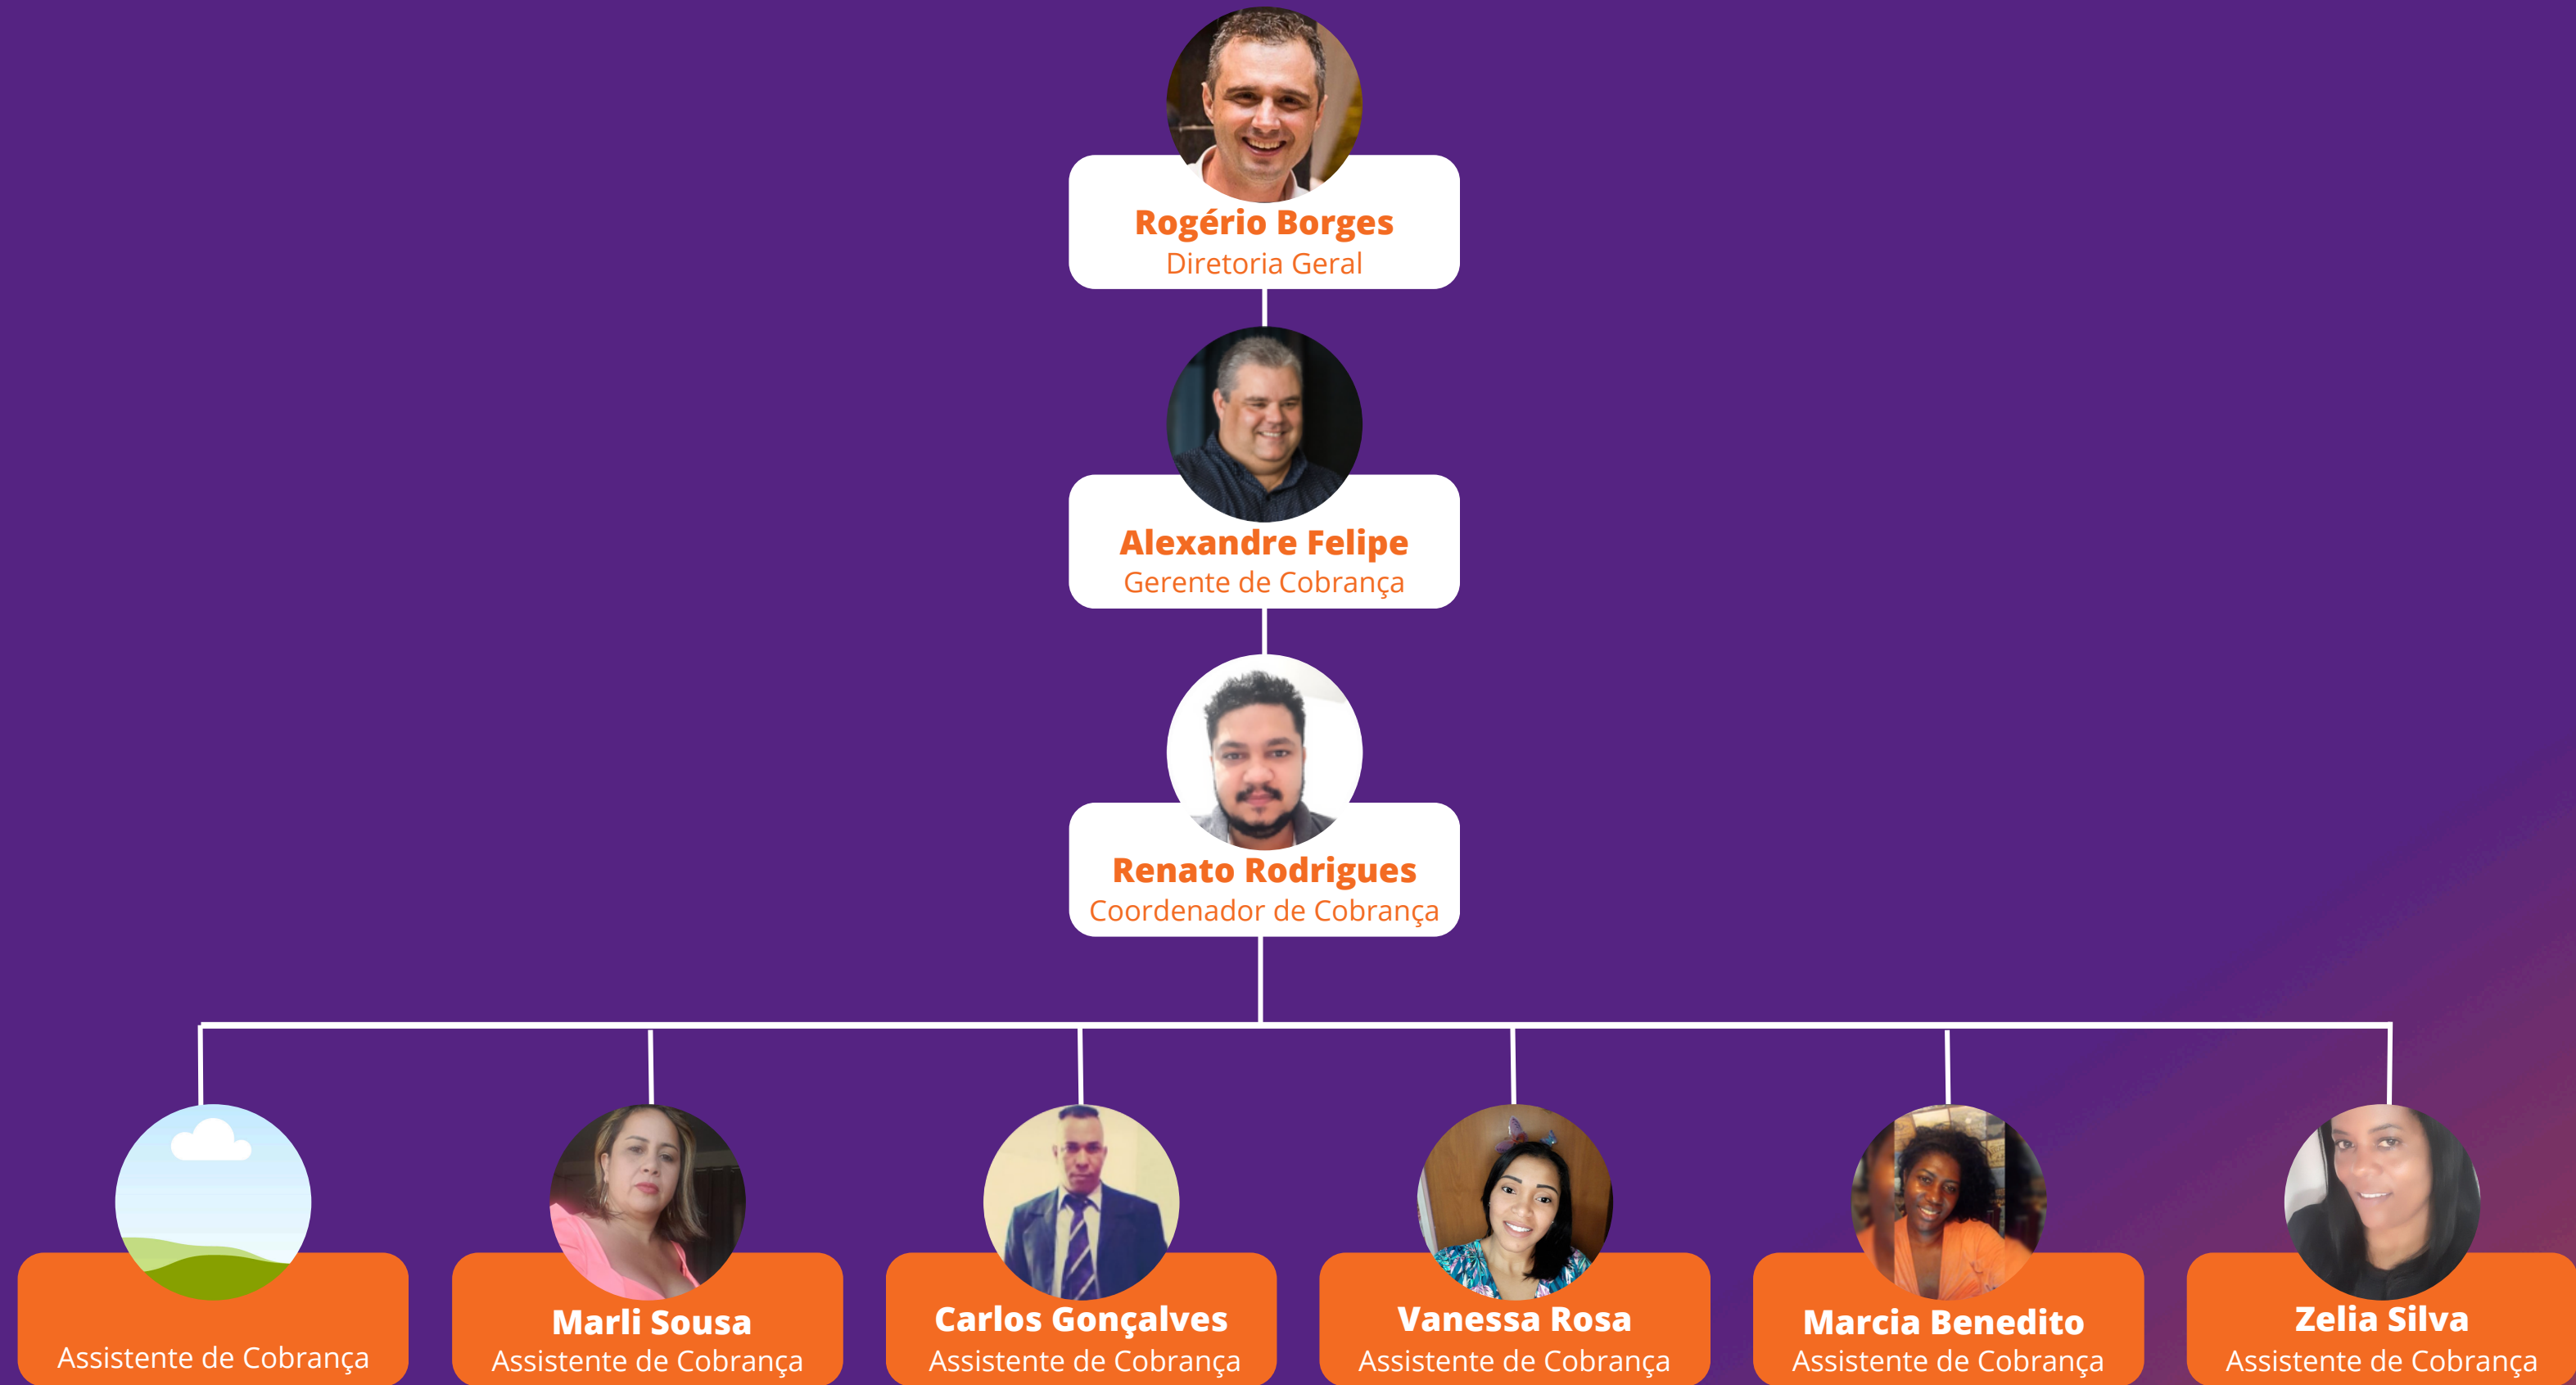 Rogério Borges
Diretoria Geral
Alexandre Felipe
Gerente de Cobrança
Renato Rodrigues
Coordenador de Cobrança
Assistente de Cobrança
Marli Sousa
Assistente de Cobrança
Carlos Gonçalves
Assistente de Cobrança
Vanessa Rosa
Assistente de Cobrança
Marcia Benedito
Assistente de Cobrança
Zelia Silva
Assistente de Cobrança